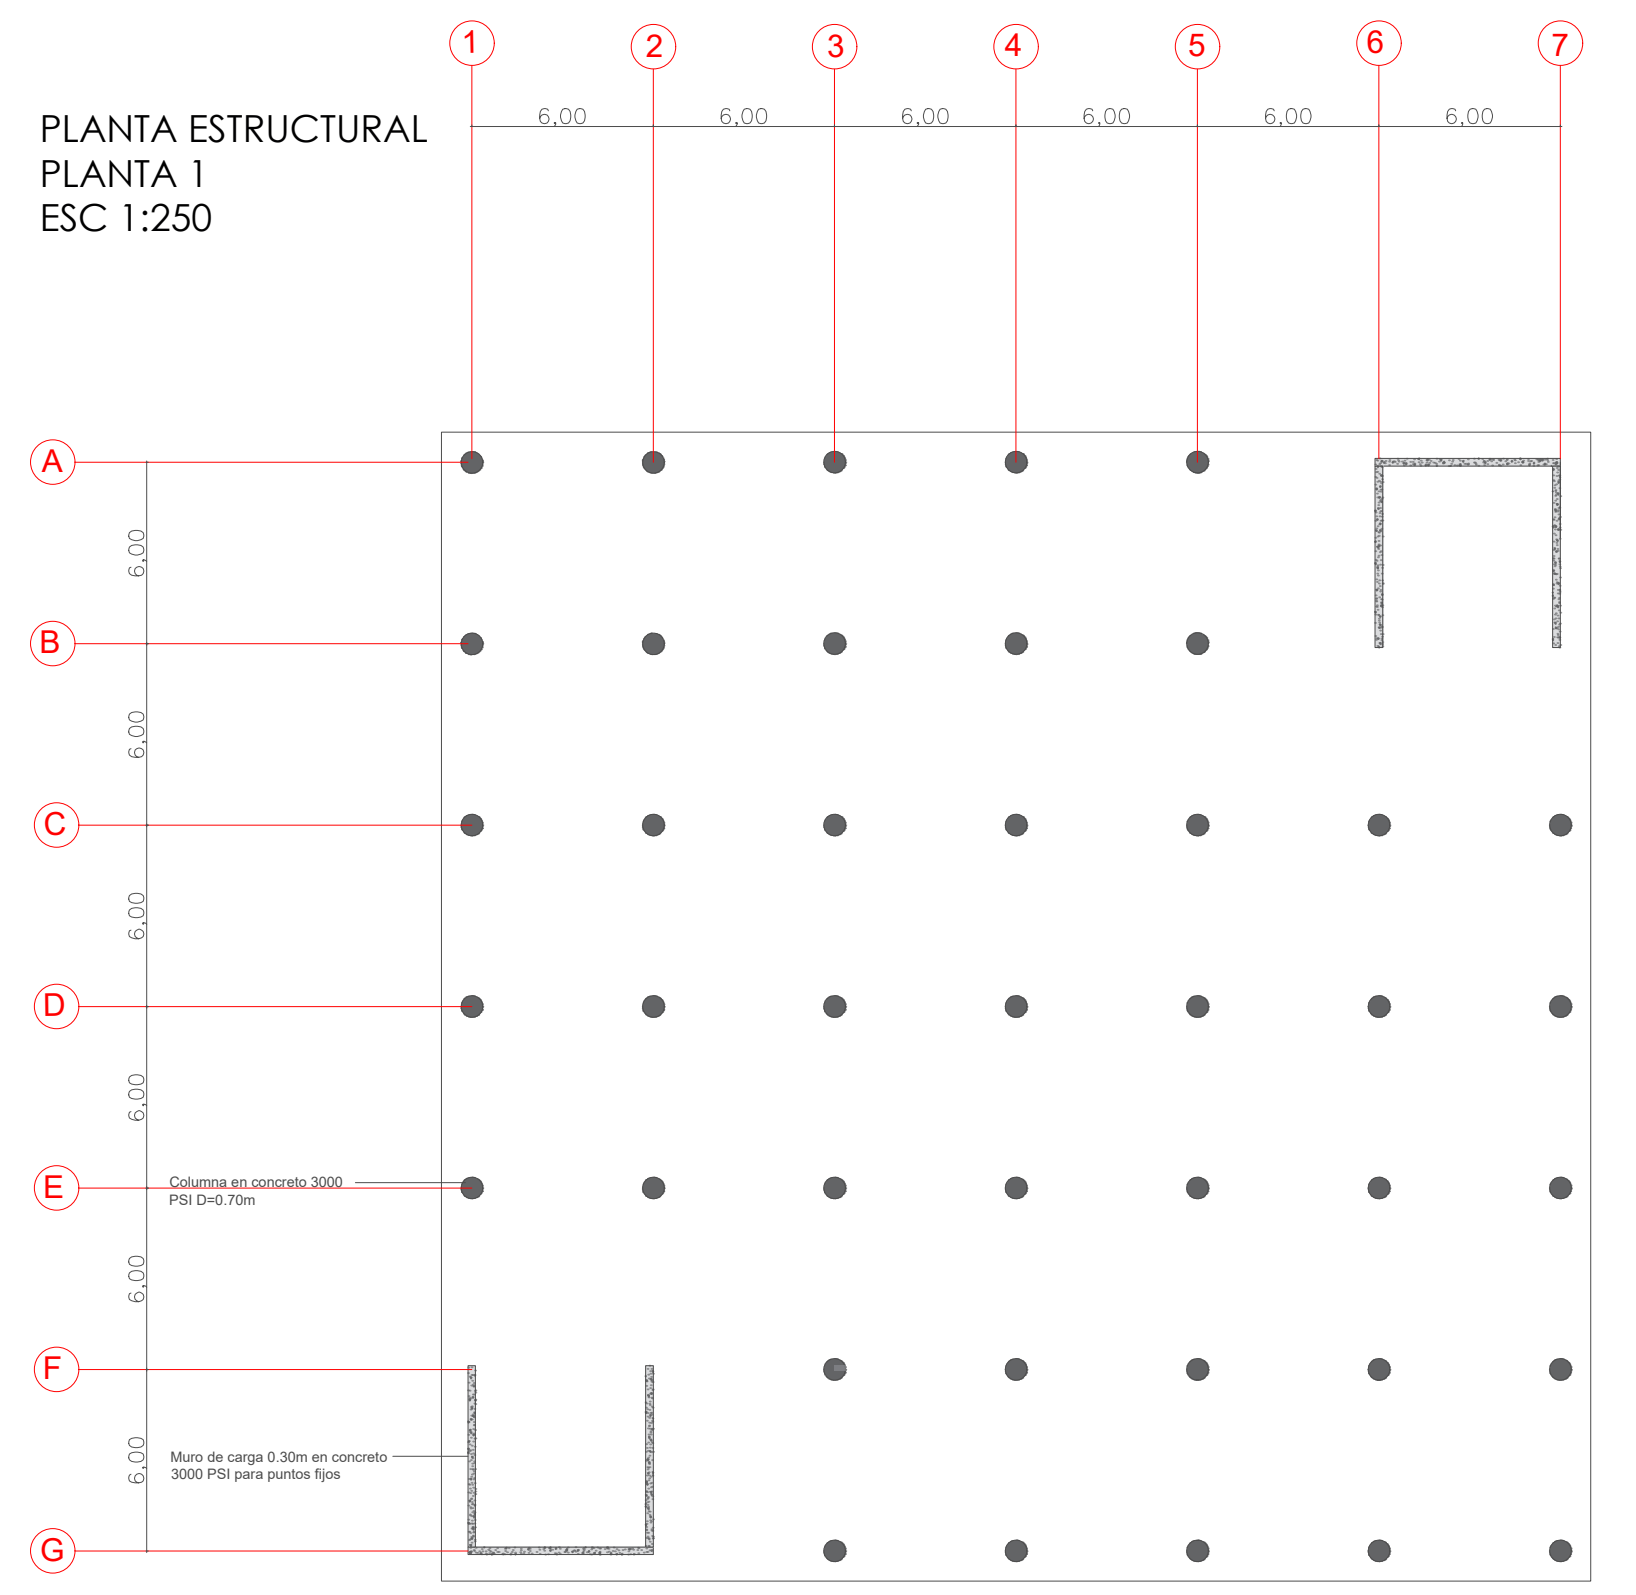 1
2
3
4
5
6
7
6,00
6,00
6,00
6,00
6,00
6,00
PLANTA ESTRUCTURAL
PLANTA 1
ESC 1:250
A
6,00
B
6,00
C
6,00
D
6,00
Columna en concreto 3000
PSI D=0.70m
E
6,00
F
Muro de carga 0.30m en concreto
3000 PSI para puntos fijos
6,00
G